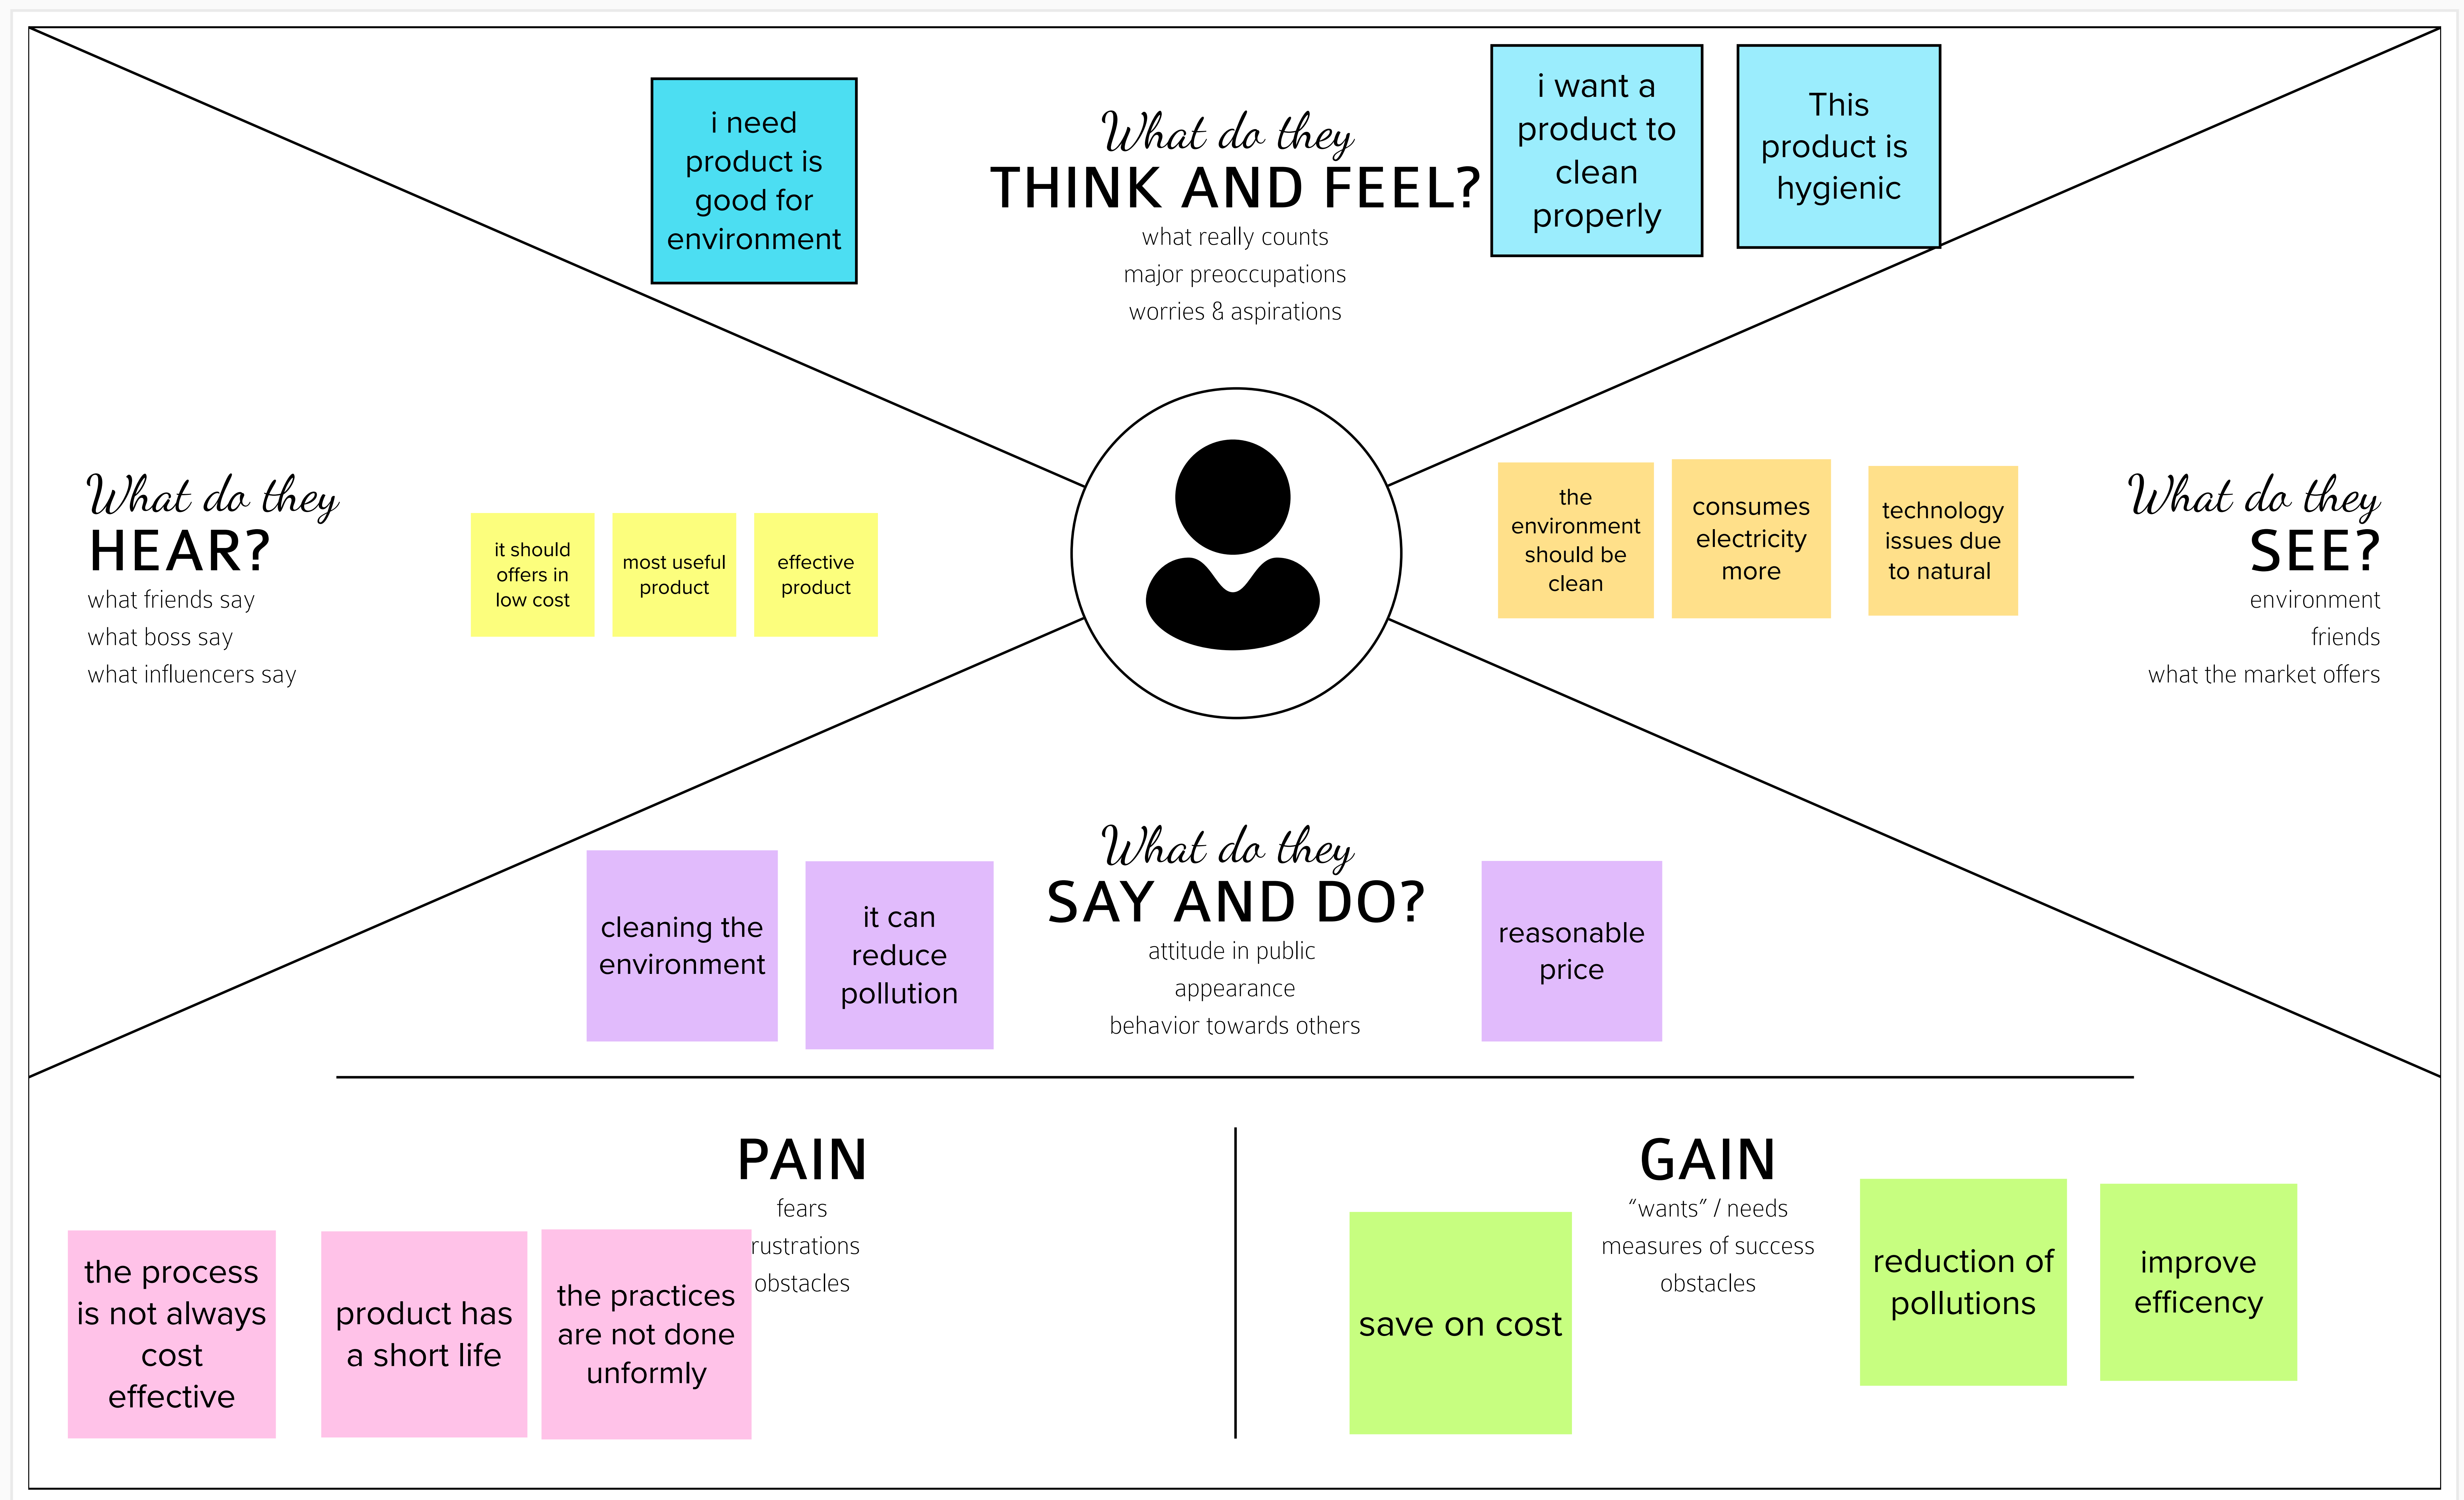 i need
product is
good for
environment
What do they
THINK AND FEEL?
what really counts
major preoccupations
worries & aspirations
i want a
product to
clean
properly
This
product is
hygienic
What do they
HEAR?
what friends say
what boss say
what influencers say
it should
offers in
low cost
most useful
product
effective
product
the
environment
should be
clean
consumes
electricity
more
technology
issues due
to natural
What do they
SEE?
environment
friends
what the market offers
cleaning the
environment
it can
reduce
pollution
What do they
SAY AND DO?
attitude in public
appearance
behavior towards others
reasonable
price
PAIN
fears
rustrations
obstacles
the process
is not always
cost
effective
product has
a short life
the practices
are not done
unformly
GAIN
“wants” / needs
measures of success
obstacles
save on cost
reduction of
pollutions
improve
efficency